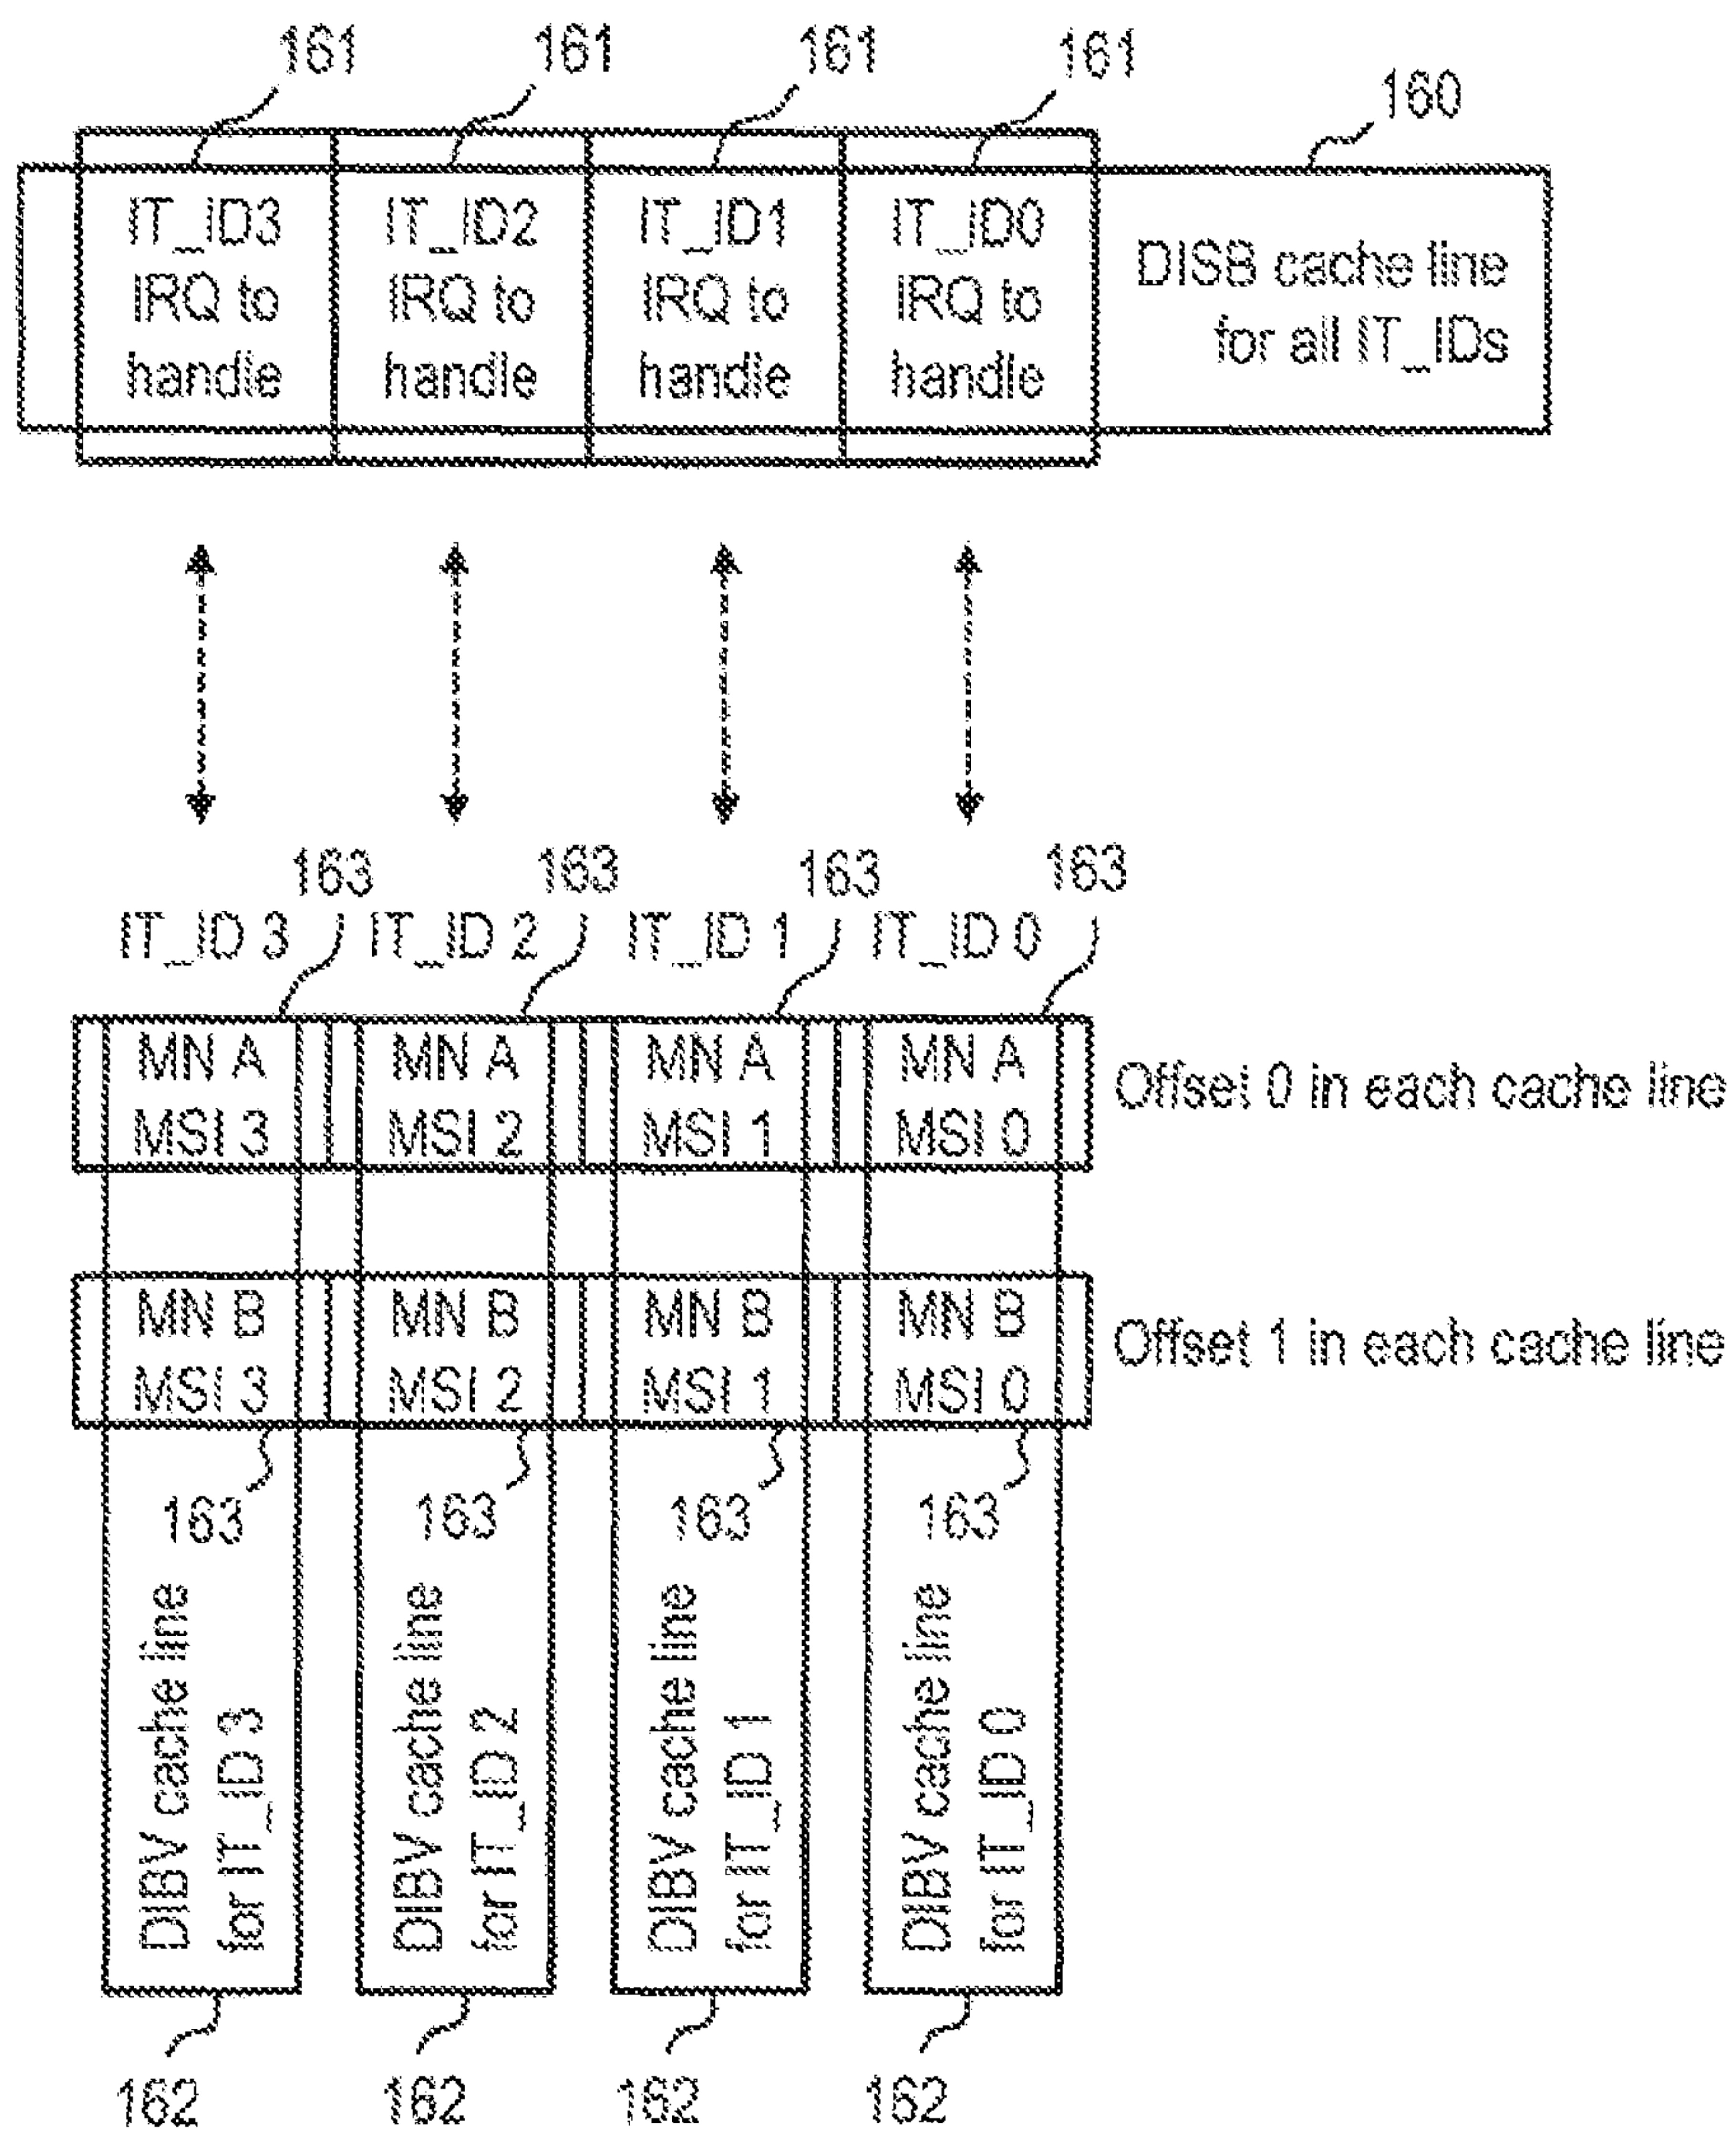 161 161 161 161 160
IT_ID3 IT_ID2 IT_ID1 IT_ID0
IRQ to IRQ to IRQ to IRQ to
handle handle handle handle
DISB cache line
for all IT_IDs
163 163 163 163
IT_ID 3 IT_ID 2 IT_ID 1 IT_ID 0
MN A MN A MN A MN A
MSI 3 MSI 2 MSI 1 MSI 0
Offset 0 in each cache line
MN B MN B MN B MN B
MSI 3 MSI 2 MSI 1 MSI 0
Offset 1 in each cache line
163 163 163 163
DIBV cache line
for IT_ID 3
DIBV cache line
for IT_ID 2
DIBV cache line
for IT_ID 1
DIBV cache line
for IT_ID 0
162 162 162 162